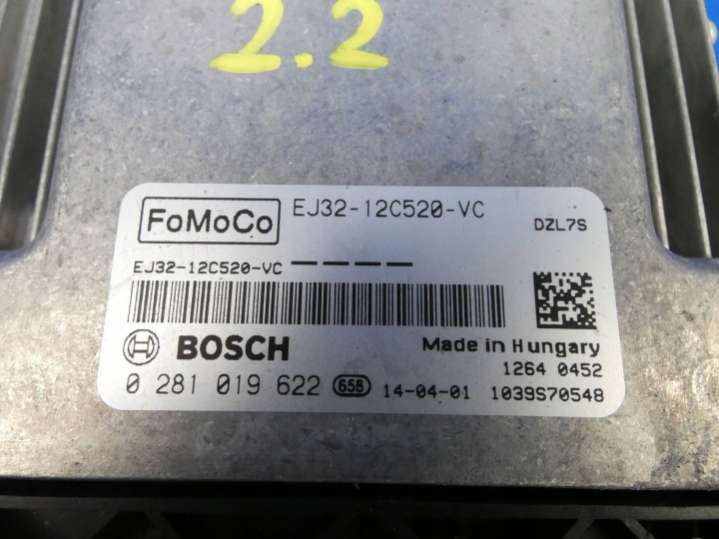 2.2
FoMoCo EJ32-12C520-VC
DZL7S
EJ32-12C520-VC
BOSCH Made in Hungary
1264 0452
0 281 019 622 658 14-04-01 1039S70548